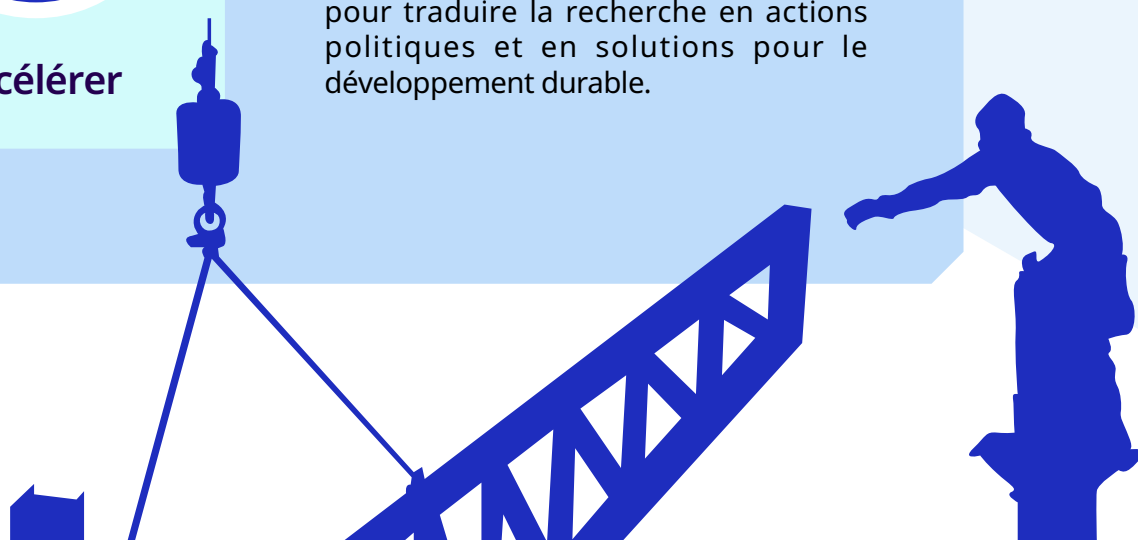 pour traduire la recherche en actions
politiques et en solutions pour le
développement durable.
célérer